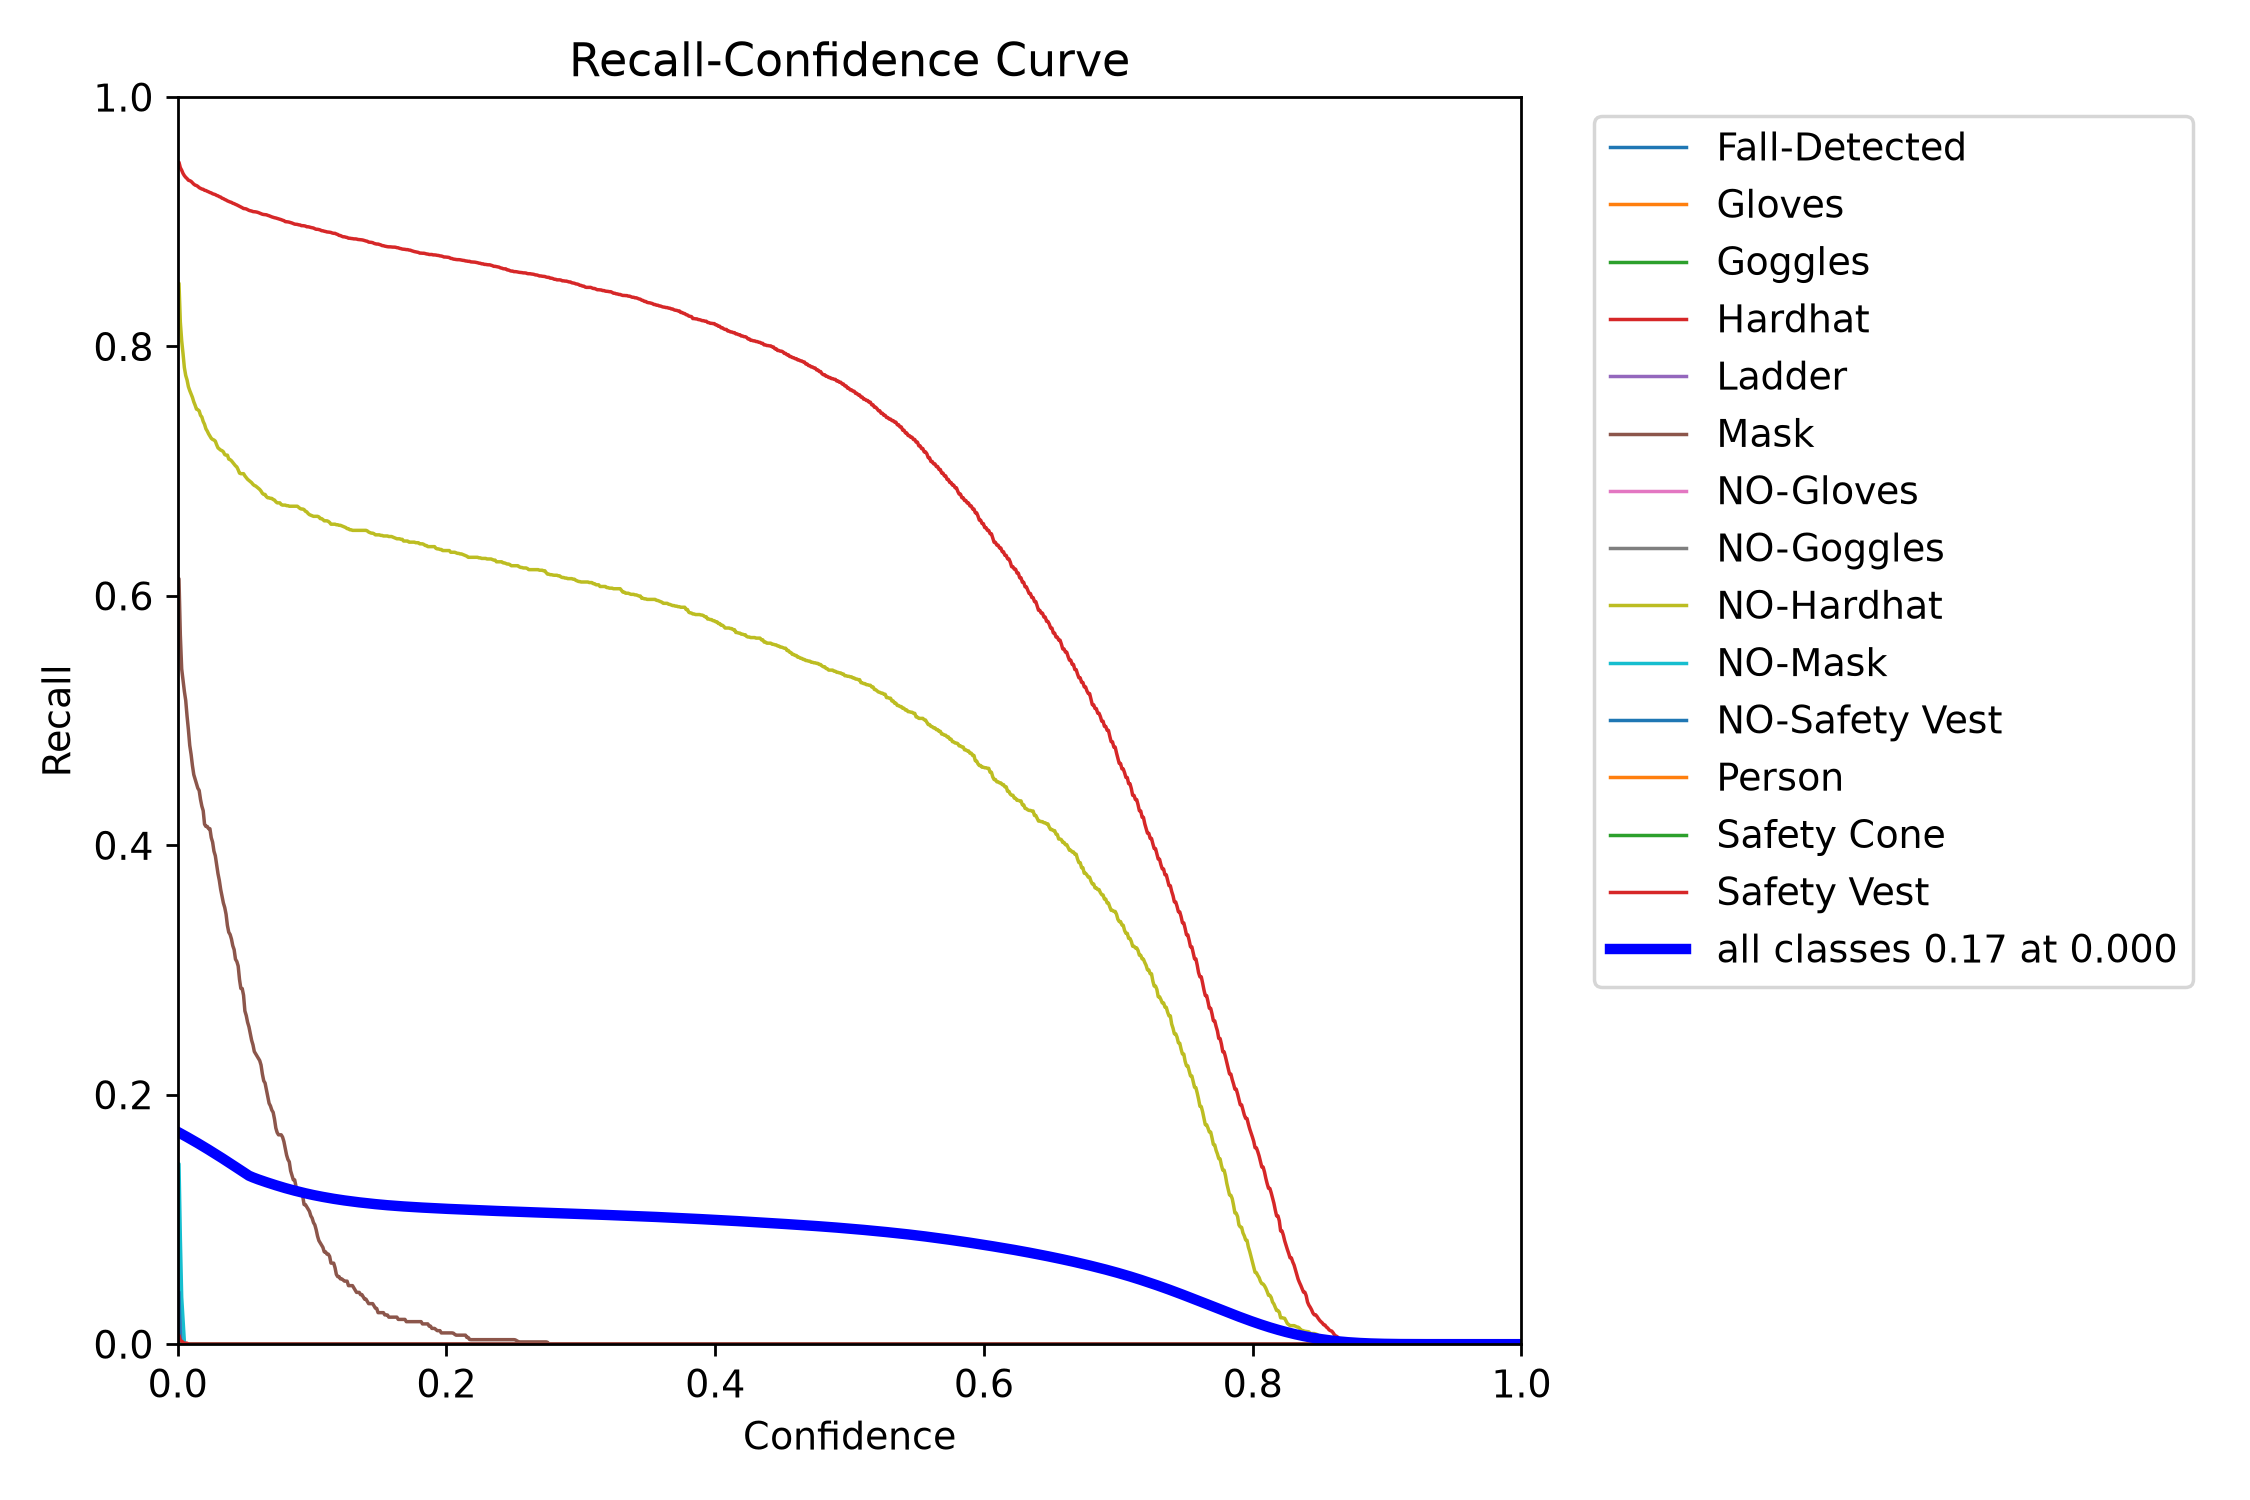 Recall-Confidence Curve
1.0
0.8
0.6
0.4
0.2
0.0
Recall
0.0 0.2 0.4 0.6 0.8 1.0
Confidence
Fall-Detected
Gloves
Goggles
Hardhat
Ladder
Mask
NO-Gloves
NO-Goggles
NO-Hardhat
NO-Mask
NO-Safety Vest
Person
Safety Cone
Safety Vest
all classes 0.17 at 0.000